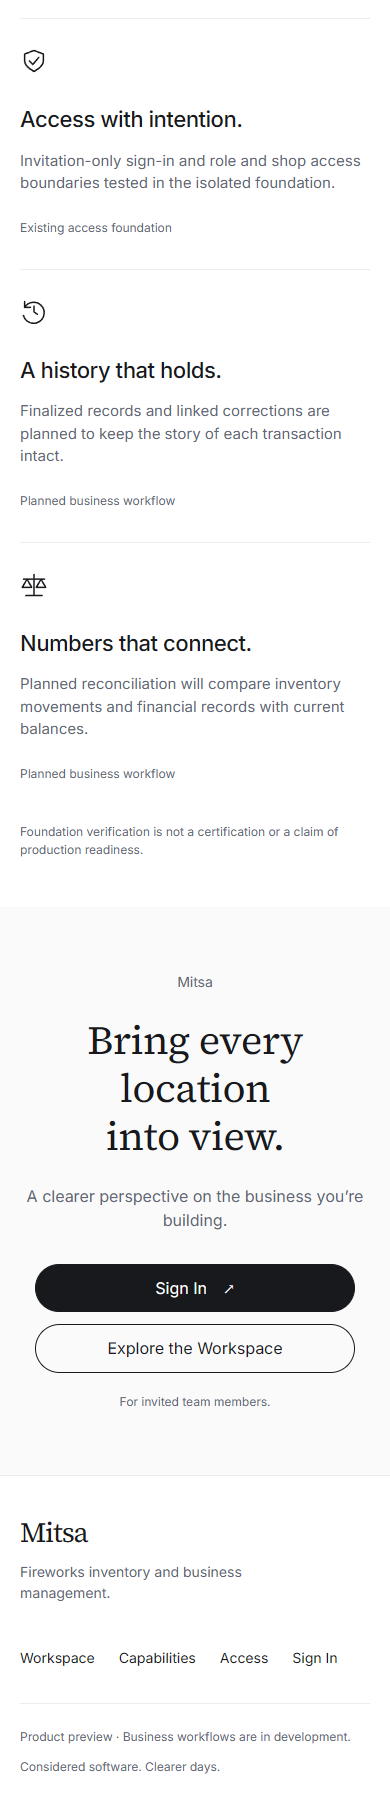 Access with intention.
Invitation-only sign-in and role and shop access
boundaries tested in the isolated foundation.
Existing access foundation
A history that holds.
Finalized records and linked corrections are
planned to keep the story of each transaction
intact.
Planned business workflow
Numbers that connect.
Planned reconciliation will compare inventory
movements and financial records with current
balances.
Planned business workflow
Foundation verification is not a certification or a claim of
production readiness.
Mitsa
Bring every
location
into view.
A clearer perspective on the business you’re
building.
Sign In ↗
Explore the Workspace
For invited team members.
Mitsa
Fireworks inventory and business
management.
Workspace Capabilities Access Sign In
Product preview · Business workflows are in development.
Considered software. Clearer days.